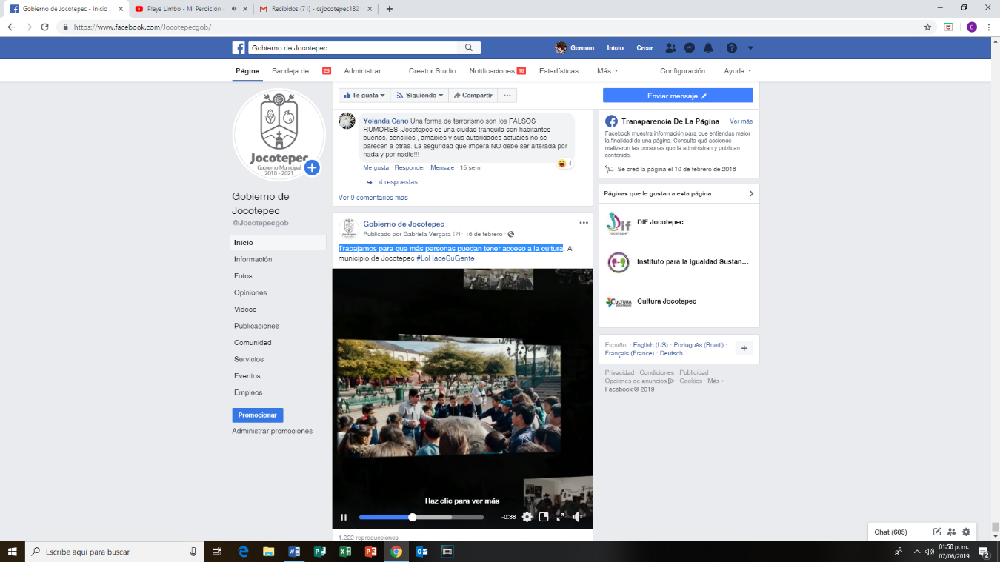 Gobierno de Jocotepec - Inicio
Playa Limbo - Mi Perdición -
Recibidos (71) - csjocotepec1821
https://www.facebook.com/Jocotepecgob/
C
Gobierno de Jocotepec
German
Inicio
Crear
Página
Bandeja de ... 28
Administrar ...
Creator Studio
Notificaciones 19
Estadísticas
Más
Configuración
Ayuda
Jocotepec
Gobierno Municipal
2018 - 2021
Gobierno de
Jocotepec
@Jocotepecgob
Inicio
Información
Fotos
Opiniones
Videos
Publicaciones
Comunidad
Servicios
Eventos
Empleos
Promocionar
Administrar promociones
Te gusta
Siguiendo
Compartir
...
Enviar mensaje
Yolanda Cano Una forma de terrorismo son los FALSOS
RUMORES .Jocotepec es una ciudad tranquila con habitantes
buenos, sencillos , amables y sus autoridades actuales no se
parecen a otras. La seguridad que impera NO debe ser alterada por
nada y por nadie!!!
4
Me gusta · Responder · Mensaje · 15 sem
4 respuestas
Ver 9 comentarios más
Gobierno de Jocotepec
Publicado por Gabriela Vergara [?] · 16 de febrero ·
Trabajamos para que más personas puedan tener acceso a la cultura. Al
municipio de Jocotepec #LoHaceSuGente
Haz clic para ver más
-0:38
1.222 reproducciones
Transparencia De La Página
Ver más
Facebook muestra información para que entiendas mejor
la finalidad de una página. Consulta qué acciones
realizaron las personas que la administran y publican
contenido.
Se creó la página el 10 de febrero de 2016
Páginas que le gustan a esta página
Dif
Jocotepec
DIF Jocotepec
Instituto para la Igualdad Sustan...
CULTURA
Jocotepec
Cultura Jocotepec
Español · English (US) · Português (Brasil) ·
Français (France) · Deutsch
Privacidad · Condiciones · Publicidad ·
Opciones de anuncios · Cookies · Más
Facebook © 2019
Chat (605)
Escribe aquí para buscar
01:50 p. m.
07/06/2019
2